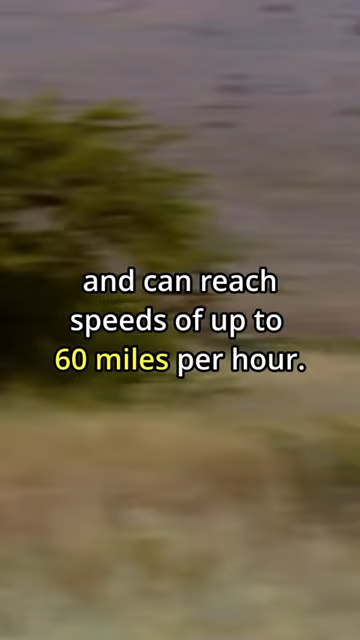 and can reach
speeds of up to
60 miles per hour.